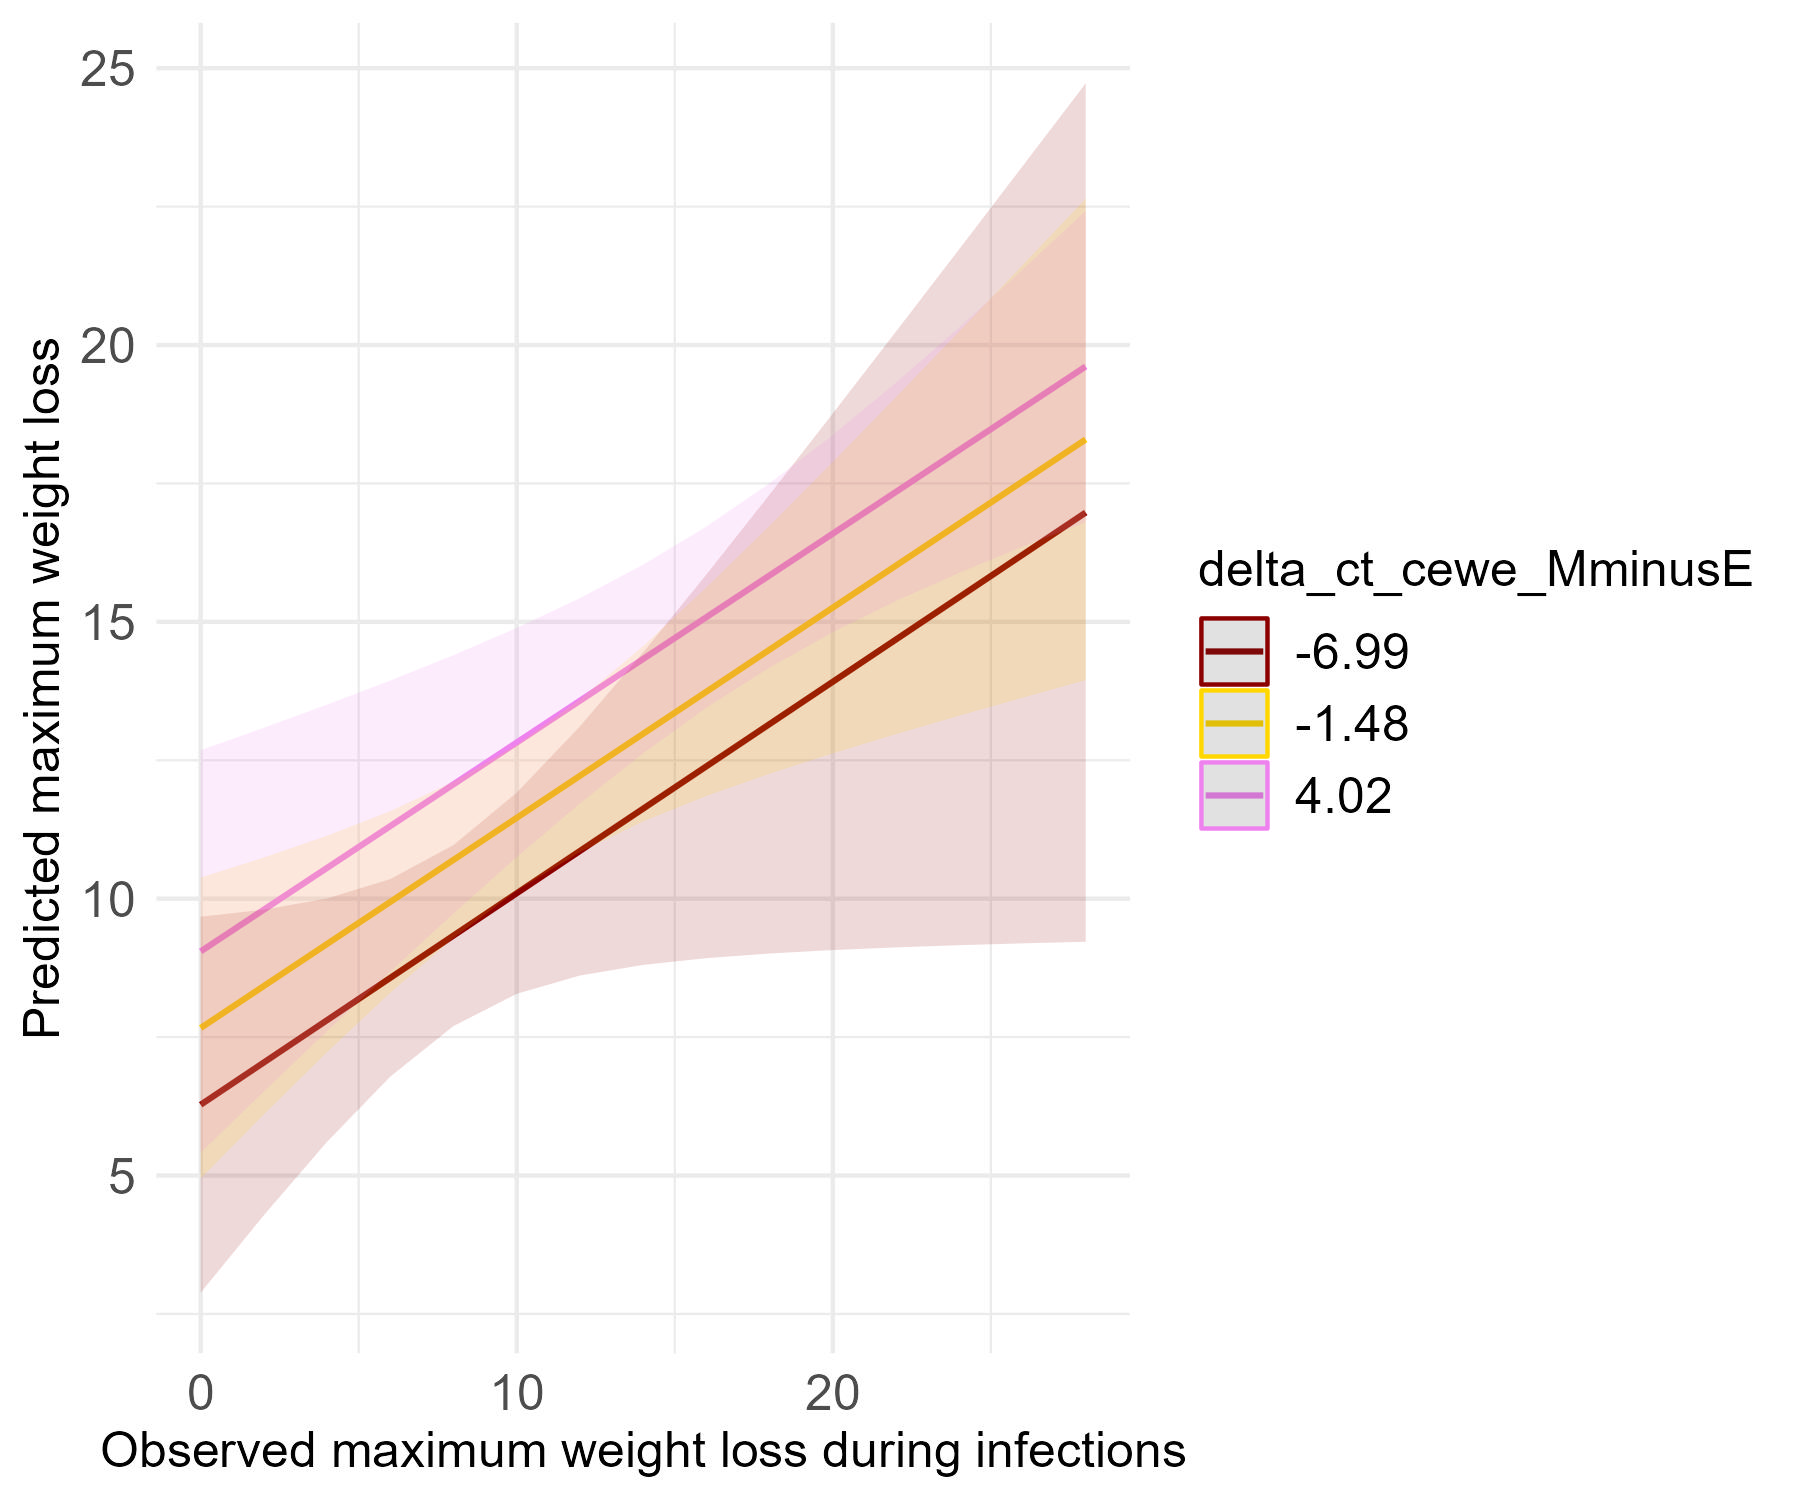 Predicted maximum weight loss
25
20
15
10
5
0 10 20
Observed maximum weight loss during infections
delta_ct_cewe_MminusE
-6.99
-1.48
4.02